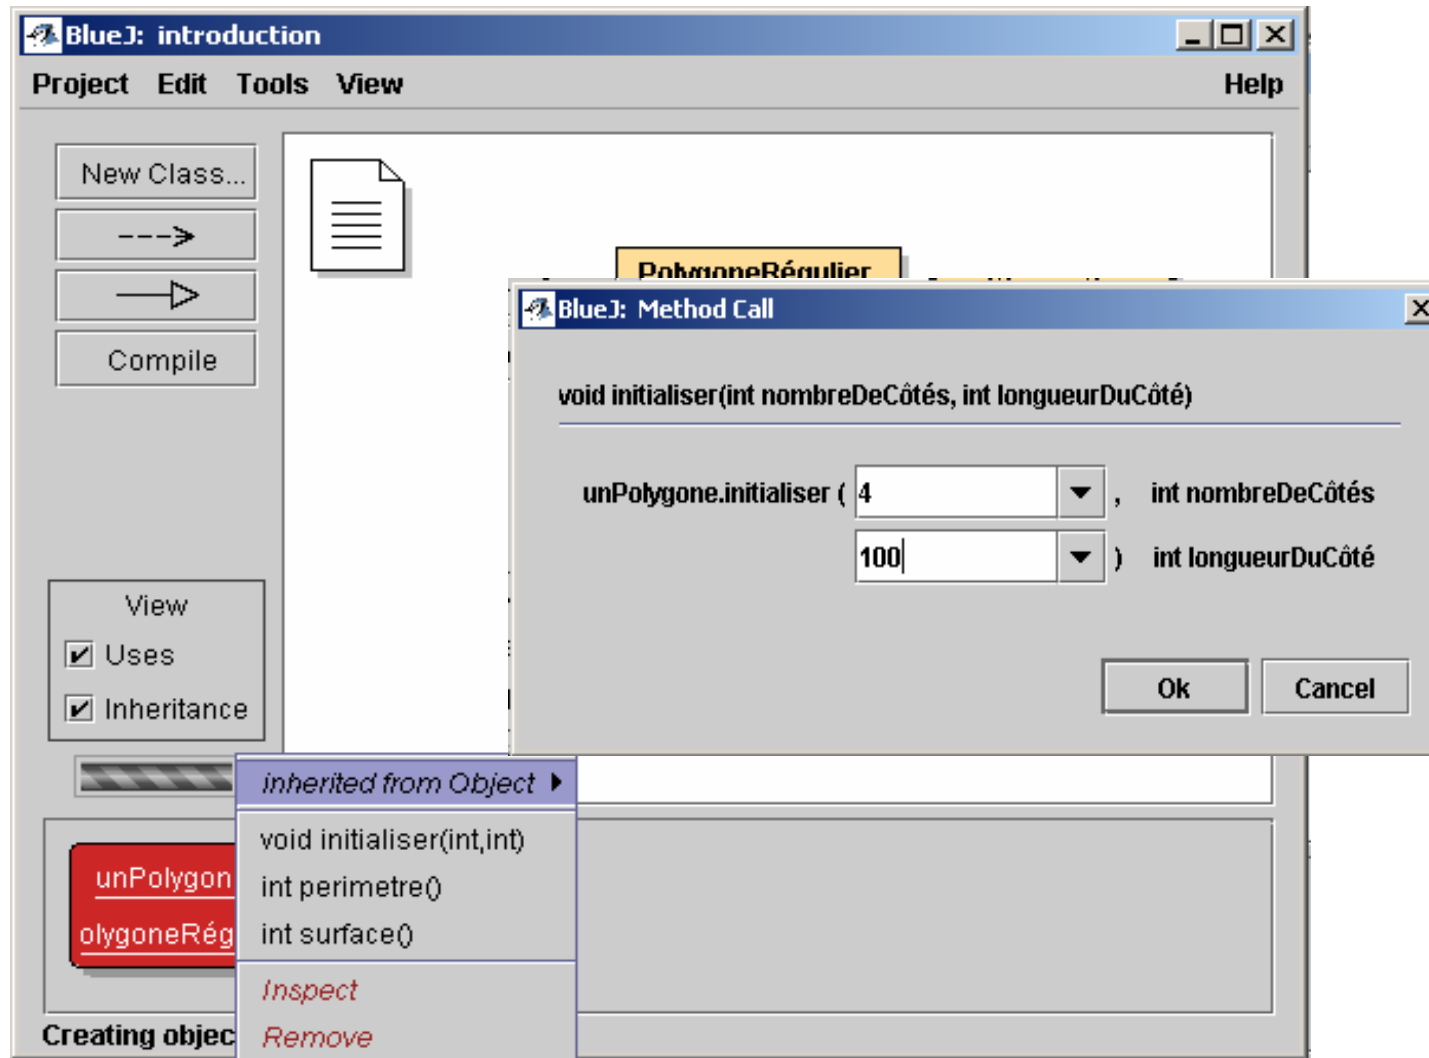 BlueJ: introduction
Project Edit Tools View Help
New Class...
Compile
PolygoneRégulier
BlueJ: Method Call
void initialiser(int nombreDeCôtés, int longueurDuCôté)
unPolygone.initialiser ( 4 , int nombreDeCôtés
100 ) int longueurDuCôté
Ok Cancel
View
Uses
Inheritance
inherited from Object
void initialiser(int,int)
int perimetre()
int surface()
Inspect
Remove
unPolygon
olygoneRég
Creating objec